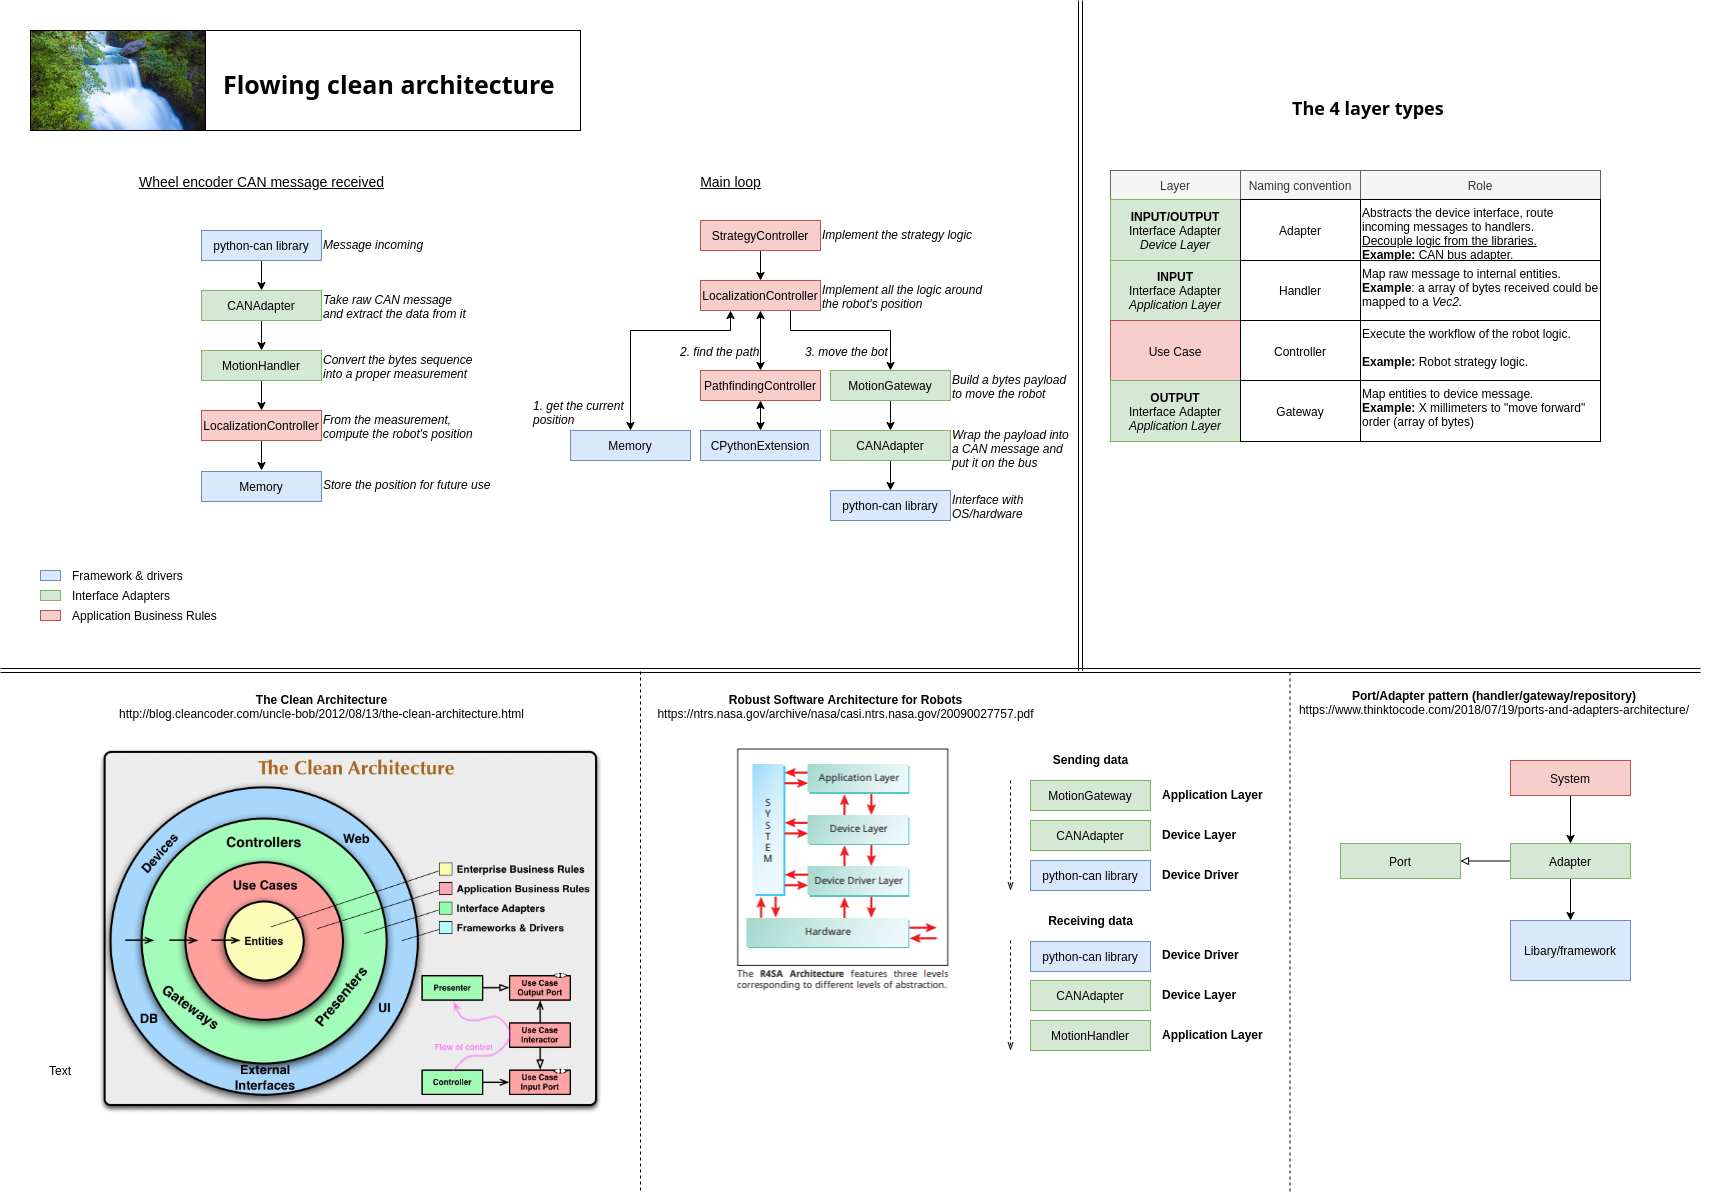 Flowing clean architecture
Wheel encoder CAN message received
python-can library
Message incoming
CANAdapter
Take raw CAN message
and extract the data from it
MotionHandler
Convert the bytes sequence
into a proper measurement
LocalizationController
From the measurement,
compute the robot's position
Memory
Store the position for future use
Main loop
StrategyController
Implement the strategy logic
LocalizationController
Implement all the logic around
the robot's position
2. find the path
3. move the bot
PathfindingController
MotionGateway
Build a bytes payload
to move the robot
1. get the current
position
Memory
CPythonExtension
CANAdapter
Wrap the payload into
a CAN message and
put it on the bus
python-can library
Interface with
OS/hardware
Framework & drivers
Interface Adapters
Application Business Rules
The 4 layer types
Layer
Naming convention
Role
INPUT/OUTPUT
Interface Adapter
Device Layer
Adapter
Abstracts the device interface, route
incoming messages to handlers.
Decouple logic from the libraries.
Example: CAN bus adapter.
INPUT
Interface Adapter
Application Layer
Handler
Map raw message to internal entities.
Example: a array of bytes received could be
mapped to a Vec2.
Use Case
Controller
Execute the workflow of the robot logic.
Example: Robot strategy logic.
OUTPUT
Interface Adapter
Application Layer
Gateway
Map entities to device message.
Example: X millimeters to "move forward"
order (array of bytes)
The Clean Architecture
http://blog.cleancoder.com/uncle-bob/2012/08/13/the-clean-architecture.html
The Clean Architecture
Devices
Web
Controllers
Use Cases
Entities
Gateways
Presenters
DB
UI
External
Interfaces
Enterprise Business Rules
Application Business Rules
Interface Adapters
Frameworks & Drivers
Presenter
Use Case
Output Port
<I>
Use Case
Interactor
Flow of control
Controller
Use Case
Input Port
<I>
Text
Robust Software Architecture for Robots
https://ntrs.nasa.gov/archive/nasa/casi.ntrs.nasa.gov/20090027757.pdf
SYSTEM
Application Layer
Device Layer
Device Driver Layer
Hardware
The R4SA Architecture features three levels
corresponding to different levels of abstraction.
Sending data
MotionGateway
Application Layer
CANAdapter
Device Layer
python-can library
Device Driver
Receiving data
python-can library
Device Driver
CANAdapter
Device Layer
MotionHandler
Application Layer
Port/Adapter pattern (handler/gateway/repository)
https://www.thinktocode.com/2018/07/19/ports-and-adapters-architecture/
System
Port
Adapter
Libary/framework